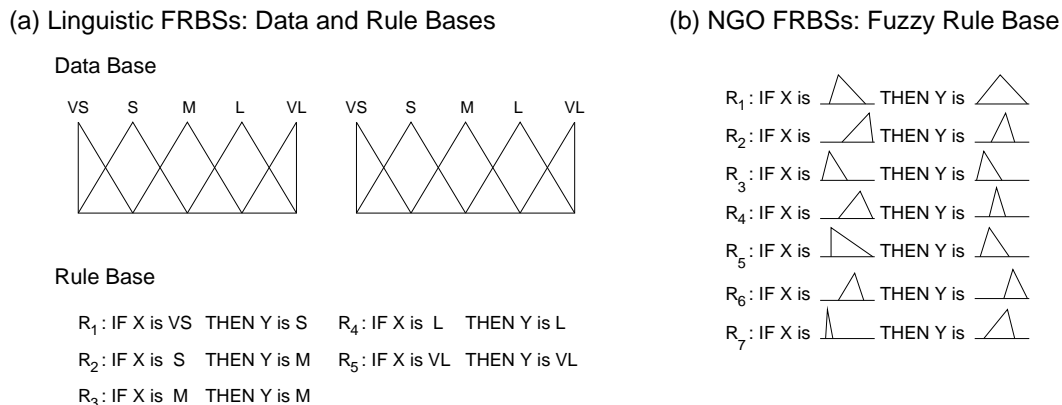 (a) Linguistic FRBSs: Data and Rule Bases
Data Base
VS S M L VL
VS S M L VL
Rule Base
R1: IF X is VS THEN Y is S
R2: IF X is S THEN Y is M
R3: IF X is M THEN Y is M
R4: IF X is L THEN Y is L
R5: IF X is VL THEN Y is VL
(b) NGO FRBSs: Fuzzy Rule Base
R1: IF X is THEN Y is
R2: IF X is THEN Y is
R3: IF X is THEN Y is
R4: IF X is THEN Y is
R5: IF X is THEN Y is
R6: IF X is THEN Y is
R7: IF X is THEN Y is